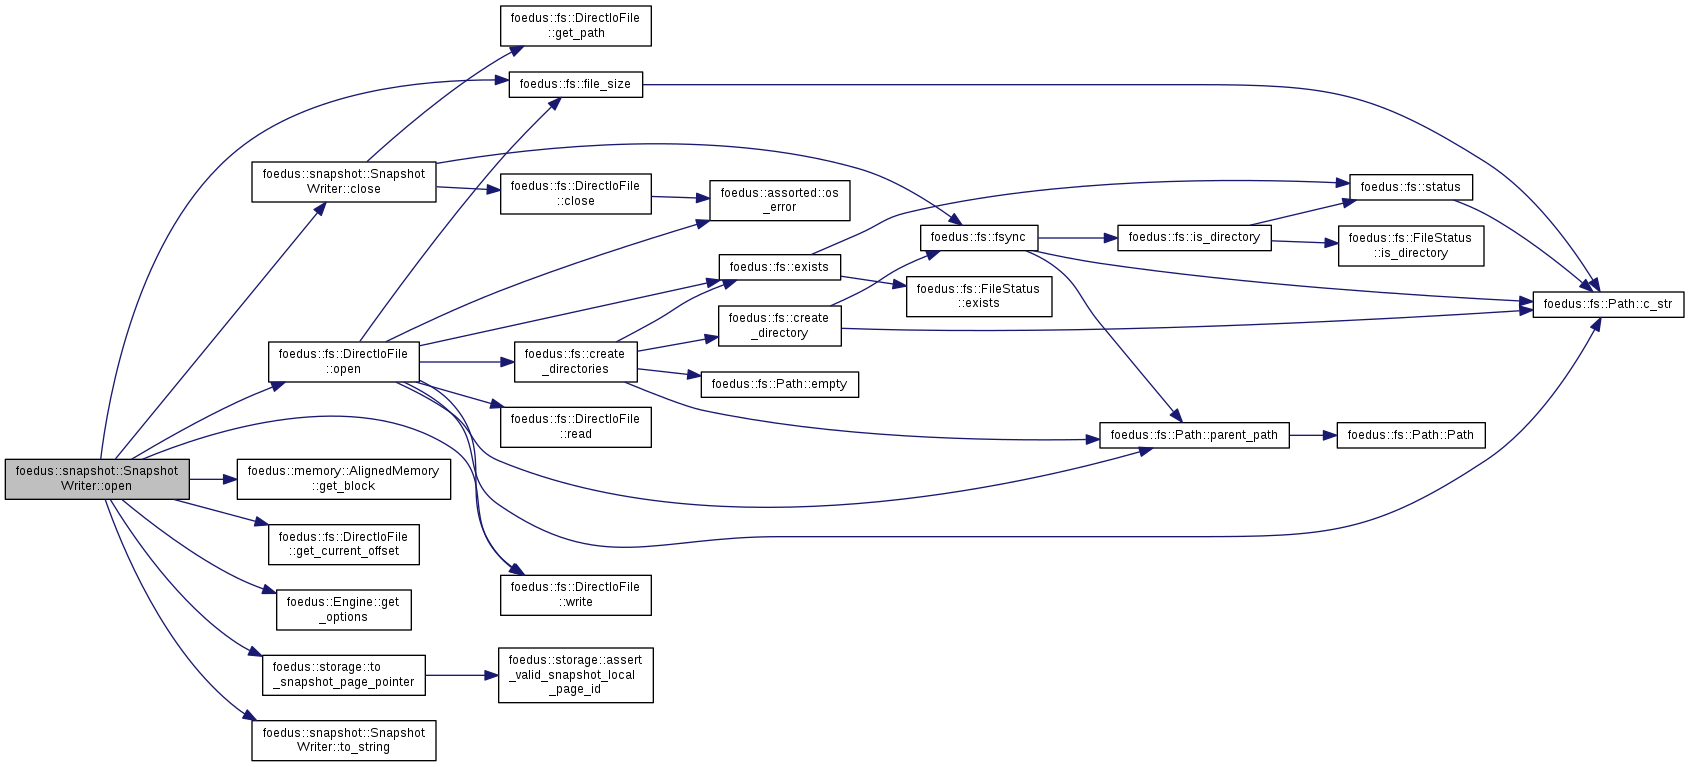 foedus::fs::DirectIoFile
::get_path
foedus::fs::file_size
foedus::snapshot::Snapshot
Writer::close
foedus::fs::DirectIoFile
::close
foedus::assorted::os
_error
foedus::fs::status
foedus::fs::fsync
foedus::fs::is_directory
foedus::fs::FileStatus
::is_directory
foedus::fs::exists
foedus::fs::FileStatus
::exists
foedus::fs::Path::c_str
foedus::fs::create
_directory
foedus::fs::DirectIoFile
::open
foedus::fs::create
_directories
foedus::fs::Path::empty
foedus::fs::DirectIoFile
::read
foedus::fs::Path::parent_path
foedus::fs::Path::Path
foedus::snapshot::Snapshot
Writer::open
foedus::memory::AlignedMemory
::get_block
foedus::fs::DirectIoFile
::get_current_offset
foedus::fs::DirectIoFile
::write
foedus::Engine::get
_options
foedus::storage::to
_snapshot_page_pointer
foedus::storage::assert
_valid_snapshot_local
_page_id
foedus::snapshot::Snapshot
Writer::to_string